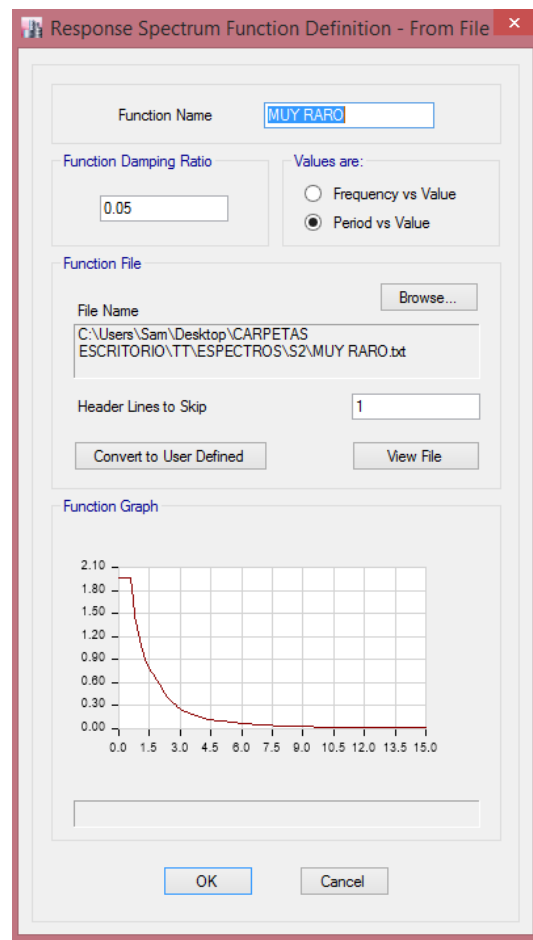 Response Spectrum Function Definition - From File
Function Name
MUY RARO
Function Damping Ratio
0.05
Values are:
Frequency vs Value
Period vs Value
Function File
Browse...
File Name
C:\Users\Sam\Desktop\CARPETAS
ESCRITORIO\TT\ESPECTROS\S2\MUY RARO.txt
Header Lines to Skip
1
Convert to User Defined
View File
Function Graph
2.10
1.80
1.50
1.20
0.90
0.60
0.30
0.00
0.0 1.5 3.0 4.5 6.0 7.5 9.0 10.5 12.0 13.5 15.0
OK
Cancel